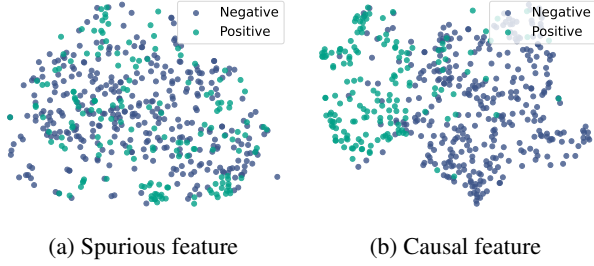 Negative
Positive
Negative
Positive
(a) Spurious feature
(b) Causal feature